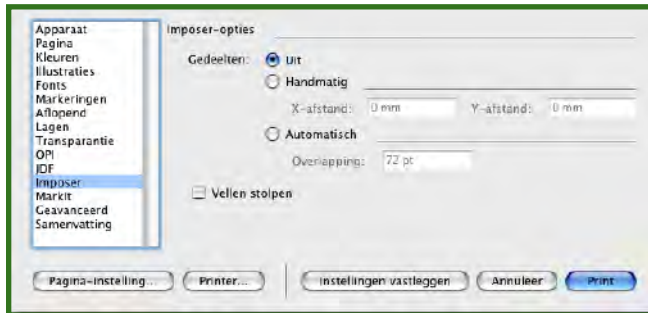 Apparaat
Pagina
Kleuren
Illustraties
Fonts
Markeringen
Aflopend
Lagen
Transparantie
OPI
JDF
Imposer
Markit
Geavanceerd
Samenvatting
Imposer-opties
Gedeelten: Uit
Handmatig
X-afstand: 0 mm Y-afstand: 0 mm
Automatisch
Overlapping: 72 pt
Vellen stolpen
Pagina-instelling... Printer... Instellingen vastleggen Annuleer Print